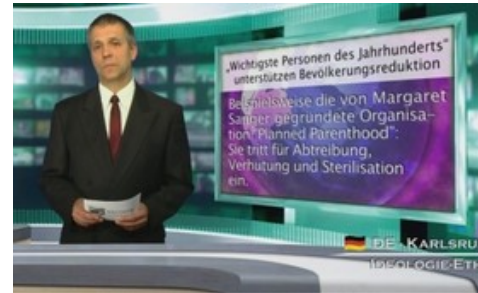 „Wichtigste Personen des Jahrhunderts“
unterstützen Bevölkerungsreduktion
Beispielsweise die von Margaret
Sanger gegründete Organisa-
tion "Planned Parenthood":
Sie tritt für Abtreibung,
Verhütung und Sterilisation
ein.
DE KARLSRU
IDEOLOGIE-ETH